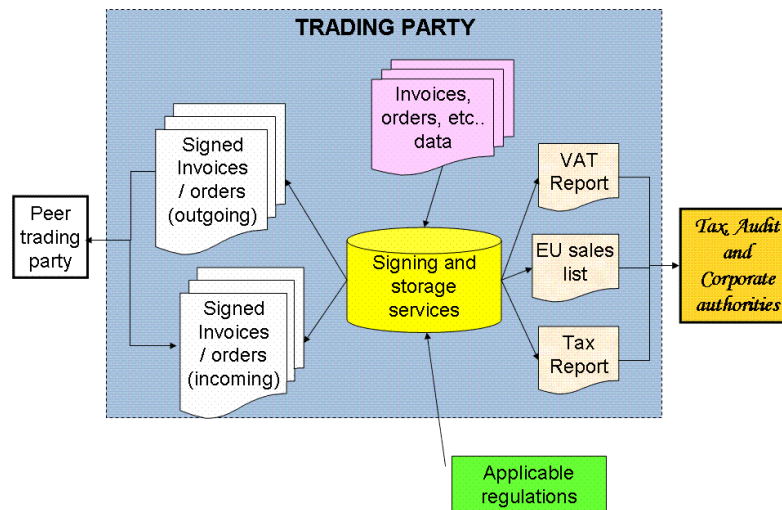 TRADING PARTY
Invoices,
orders, etc..
data
Signed
Invoices
/ orders
(outgoing)
VAT
Report
Peer
trading
party
Signing and
storage
services
EU sales
list
Tax, Audit
and
Corporate
authorities
Signed
Invoices
/ orders
(incoming)
Tax
Report
Applicable
regulations